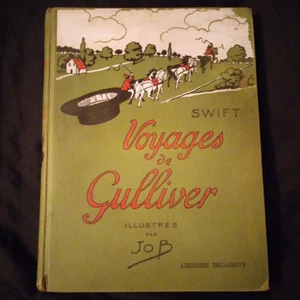 SWIFT
Voyages
de
Gulliver
ILLUSTRÉS
PAR
JOB
LIBRAIRIE DELAGRAVE